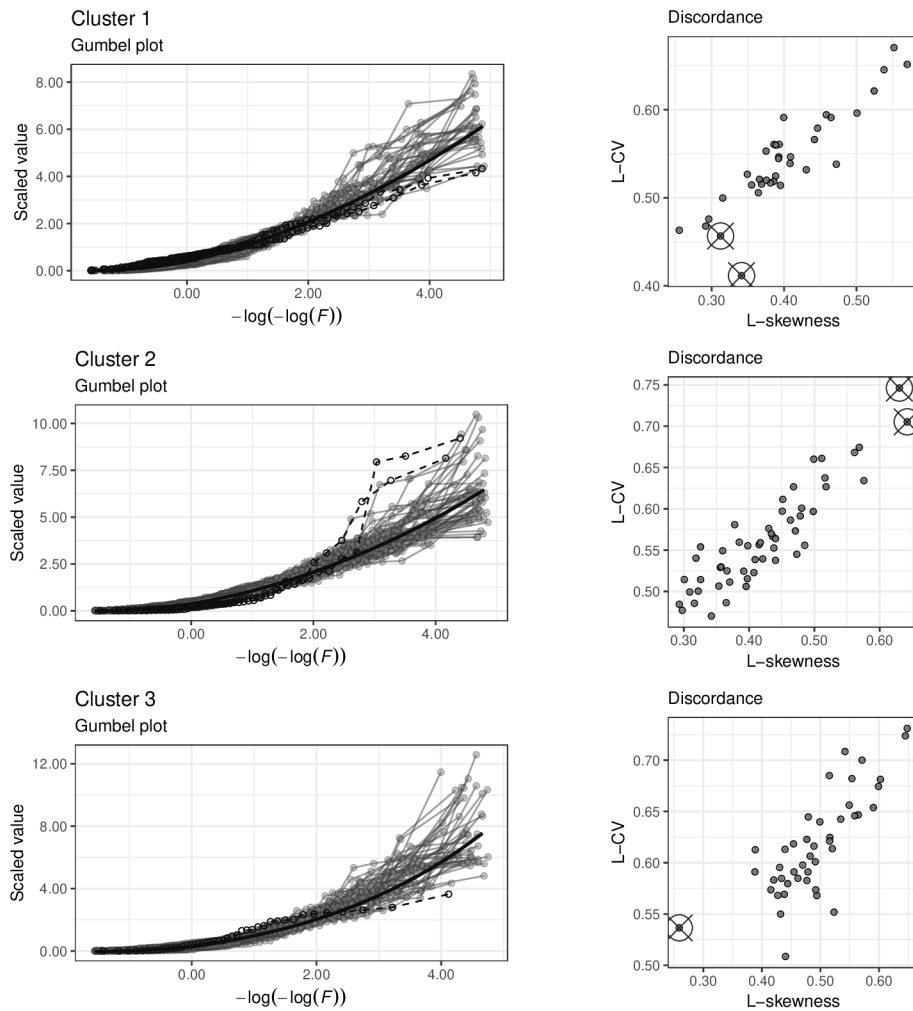 Cluster 1
Gumbel plot
8.00
6.00
4.00
2.00
0.00
Scaled value
0.00 2.00 4.00
−log(−log(F))
Discordance
0.60
0.50
0.40
L−CV
0.30 0.40 0.50
L−skewness
Cluster 2
Gumbel plot
10.00
7.50
5.00
2.50
0.00
Scaled value
0.00 2.00 4.00
−log(−log(F))
Discordance
0.75
0.70
0.65
0.60
0.55
0.50
L−CV
0.30 0.40 0.50 0.60
L−skewness
Cluster 3
Gumbel plot
12.00
8.00
4.00
0.00
Scaled value
0.00 2.00 4.00
−log(−log(F))
Discordance
0.70
0.65
0.60
0.55
0.50
L−CV
0.30 0.40 0.50 0.60
L−skewness